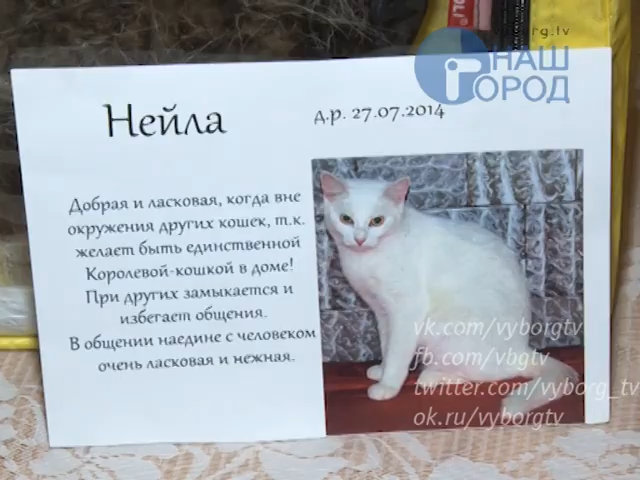 rg.tv
НАШ
ГОРОД
Нейла
д.р. 27.07.2014
Добрая и ласковая, когда вне
окружения других кошек, т.к.
желает быть единственной
Королевой-кошкой в доме!
При других замыкается и
избегает общения.
В общении наедине с человеком
очень ласковая и нежная.
vk.com/vyborgtv
fb.com/vbgtv
twitter.com/vyborg_tv
ok.ru/vyborgtv